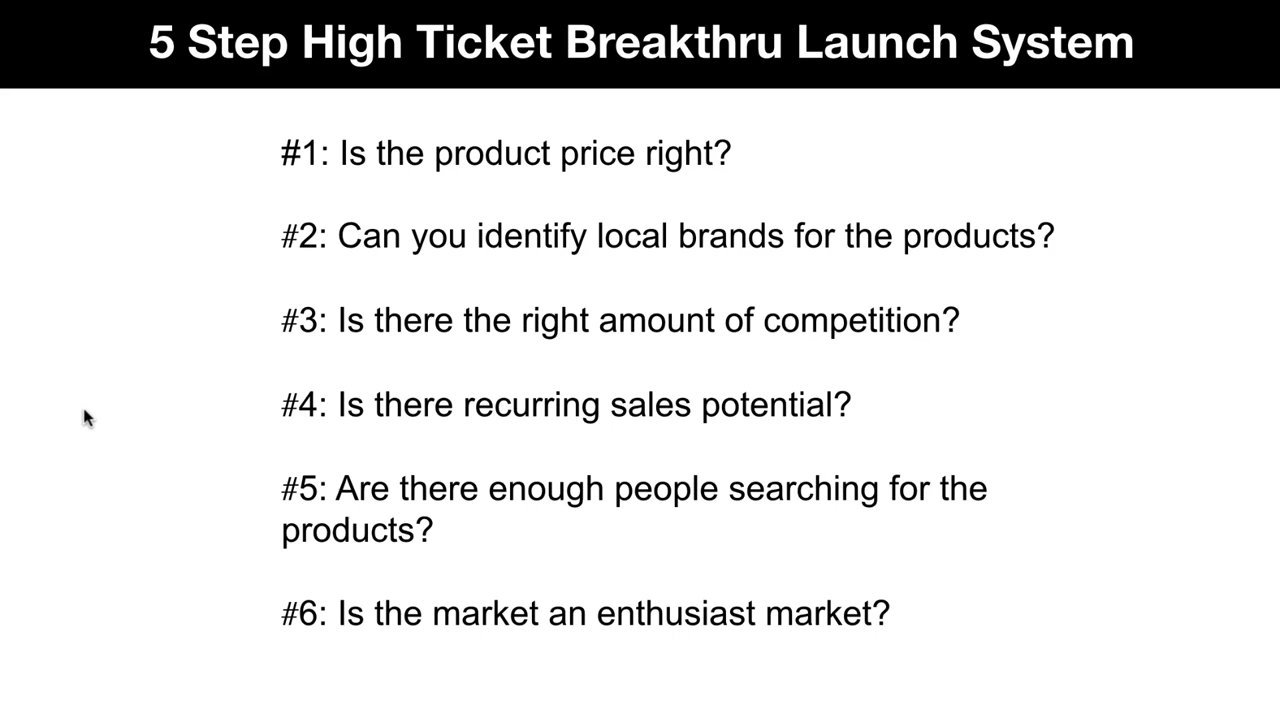 5 Step High Ticket Breakthru Launch System
#1: Is the product price right?
#2: Can you identify local brands for the products?
#3: Is there the right amount of competition?
#4: Is there recurring sales potential?
#5: Are there enough people searching for the
products?
#6: Is the market an enthusiast market?